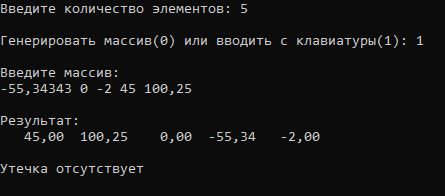 Введите количество элементов: 5
Генерировать массив(0) или вводить с клавиатуры(1): 1
Введите массив:
-55,34343 0 -2 45 100,25
Результат:
45,00 100,25 0,00 -55,34 -2,00
Утечка отсутствует